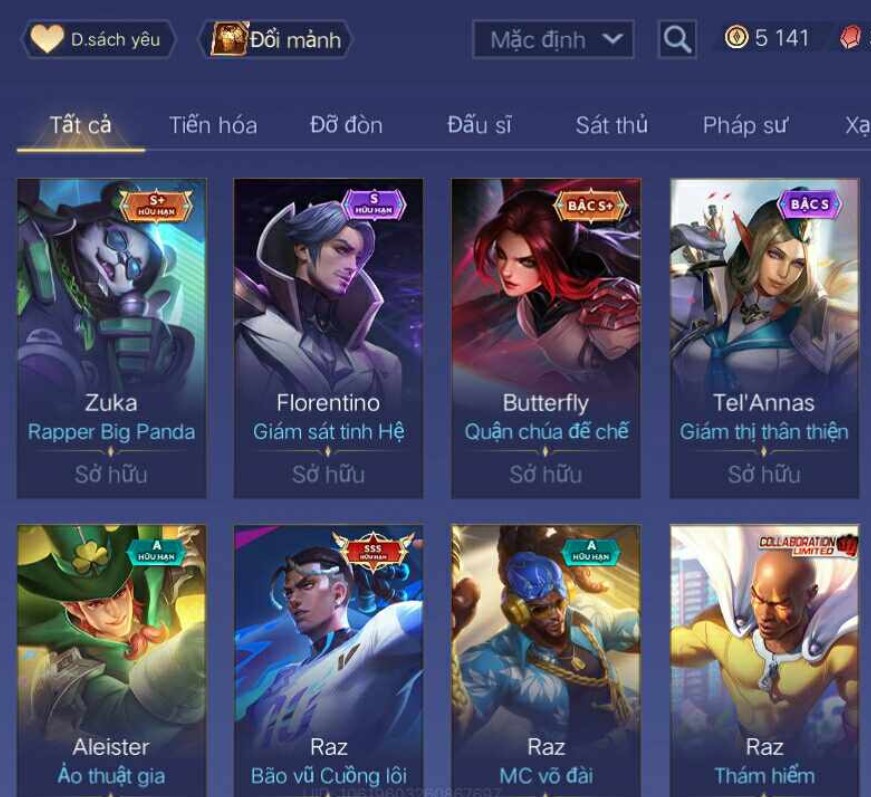 D.sách yêu
Đổi mảnh
Mặc định
5 141
Tất cả
Tiến hóa
Đỡ đòn
Đấu sĩ
Sát thủ
Pháp sư
Xạ
S+
HỮU HẠN
S
HỮU HẠN
BẬC S+
BẬC S
Zuka
Florentino
Butterfly
Tel'Annas
Rapper Big Panda
Giám sát tinh Hệ
Quận chúa đế chế
Giám thị thân thiện
Sở hữu
Sở hữu
Sở hữu
Sở hữu
A
HỮU HẠN
SSS
HỮU HẠN
A
HỮU HẠN
COLLABORATION
LIMITED
Aleister
Raz
Raz
Raz
Ảo thuật gia
Bão vũ Cuồng lôi
MC võ đài
Thám hiểm